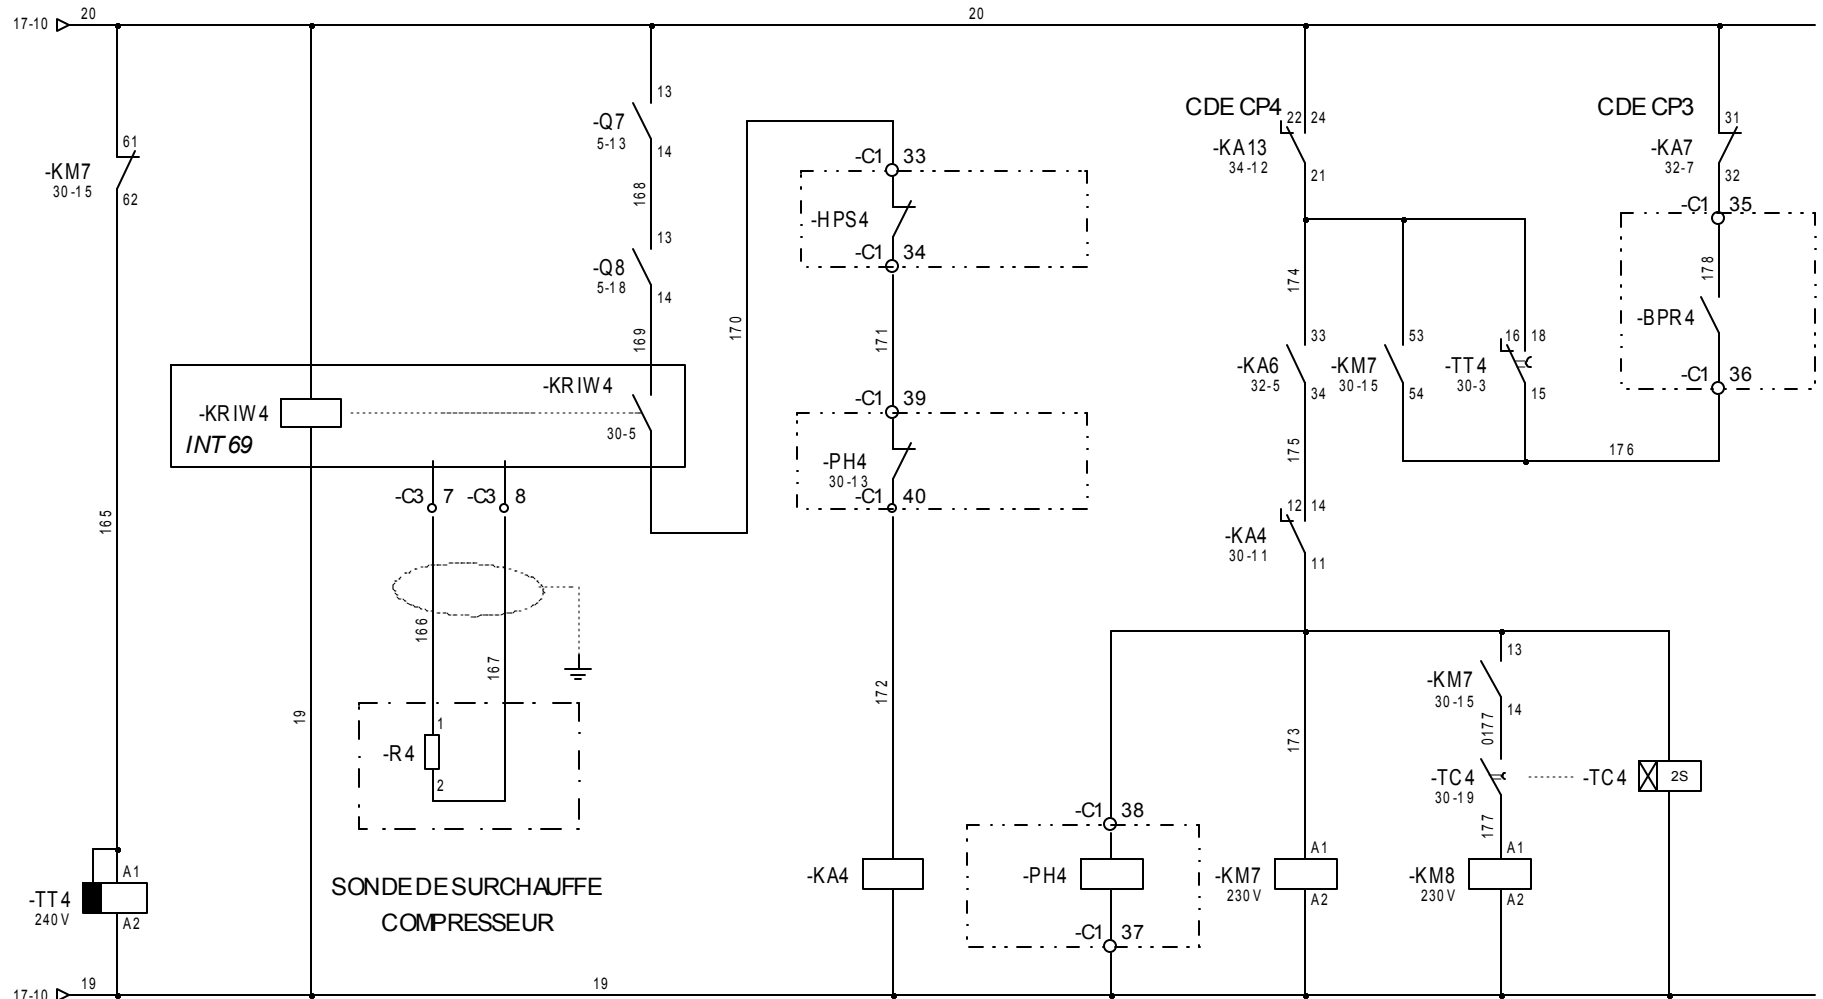 20
20
17-10
61
-KM7
30-15
62
165
A1
-TT4
240V
A2
19
-KRIW4
INT69
-KRIW4
30-5
13
-Q7
5-13
14
168
13
-Q8
5-18
14
169
170
-C3 7
-C3 8
166
167
1
-R4
2
SONDE DE SURCHAUFFE
COMPRESSEUR
-C1 33
-HPS4
-C1 34
171
-C1 39
-PH4
30-13
-C1 40
172
-KA4
CDE CP4
22 24
-KA13
34-12
21
174
33
-KA6
32-5
34
53
-KM7
30-15
54
16 18
-TT4
30-3
15
175
12 14
-KA4
30-11
11
CDE CP3
31
-KA7
32-7
32
-C1 35
178
-BPR4
-C1 36
176
-C1 38
-PH4
-C1 37
173
A1
-KM7
230V
A2
13
-KM7
30-15
14
0177
-TC4
30-19
177
A1
-KM8
230V
A2
-TC4
2S
19
19
17-10